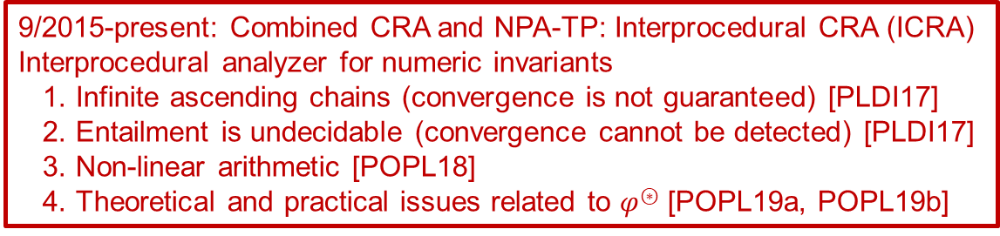 9/2015-present: Combined CRA and NPA-TP: Interprocedural CRA (ICRA)
Interprocedural analyzer for numeric invariants
1. Infinite ascending chains (convergence is not guaranteed) [PLDI17]
2. Entailment is undecidable (convergence cannot be detected) [PLDI17]
3. Non-linear arithmetic [POPL18]
4. Theoretical and practical issues related to 𝜑⊛ [POPL19a, POPL19b]